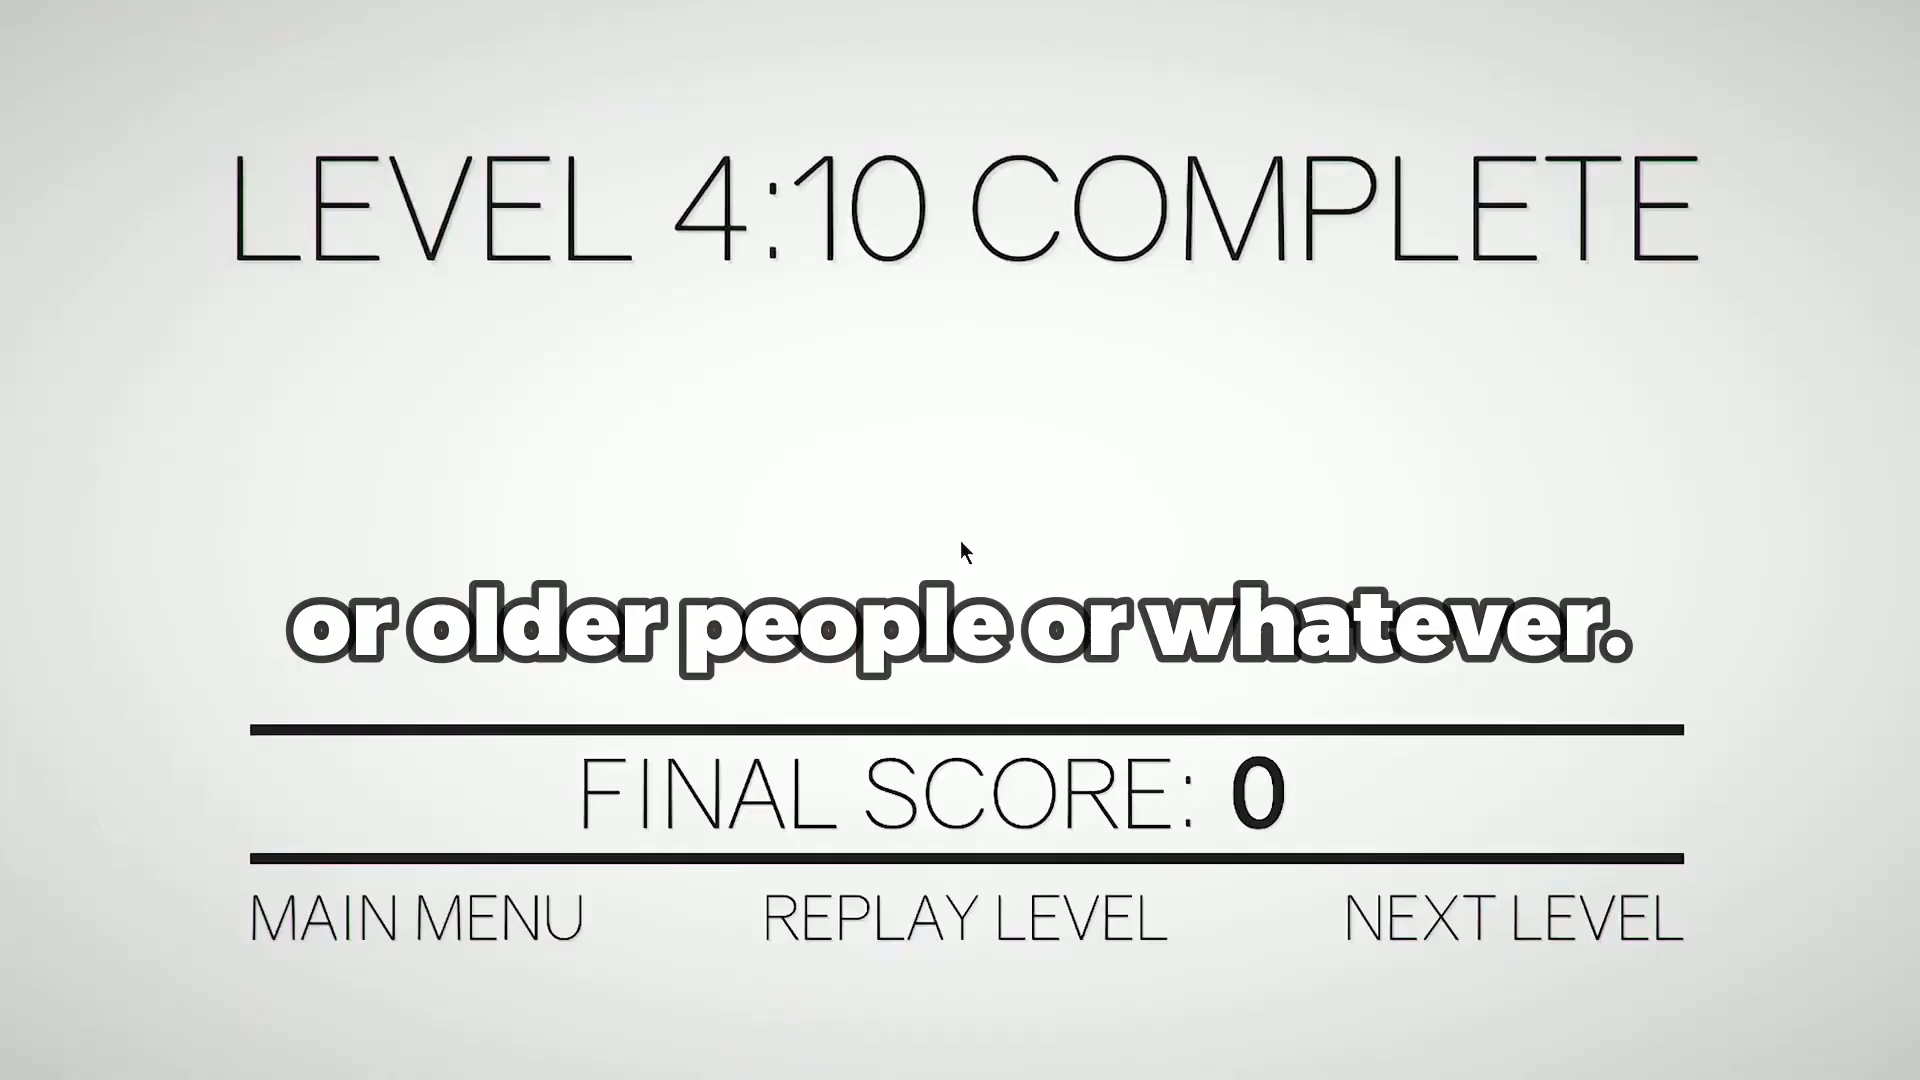 LEVEL 4:10 COMPLETE
or older people or whatever.
FINAL SCORE: 0
MAIN MENU
REPLAY LEVEL
NEXT LEVEL